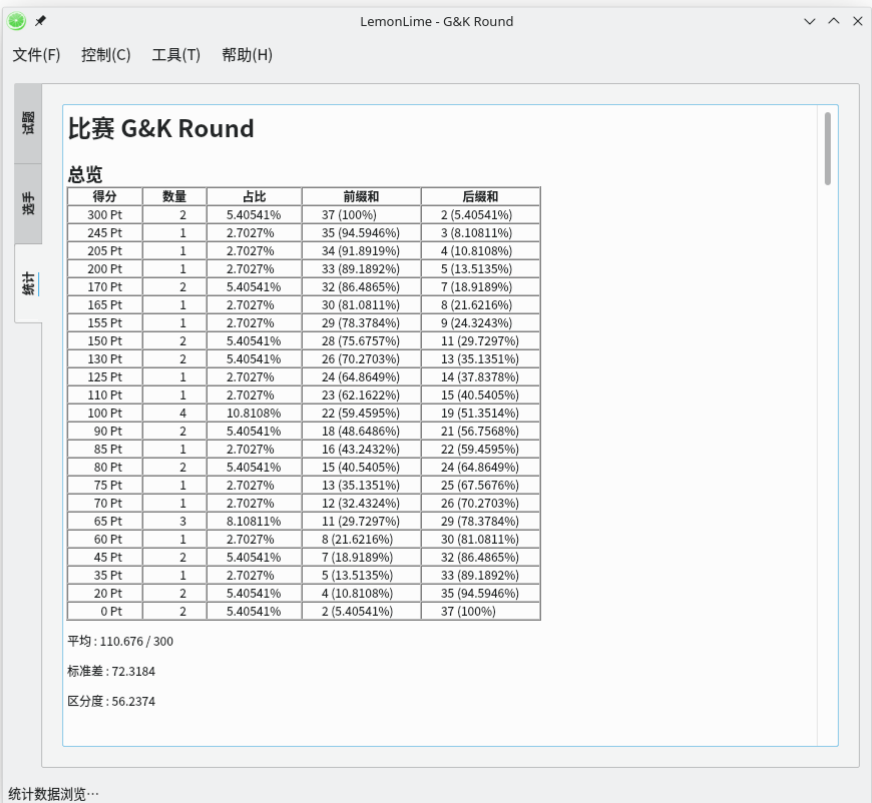 LemonLime - G&K Round
文件(F) 控制(C) 工具(T) 帮助(H)
试题
选手
统计
比赛 G&K Round
总览
得分 数量 占比 前缀和 后缀和
300 Pt 2 5.40541% 37 (100%) 2 (5.40541%)
245 Pt 1 2.7027% 35 (94.5946%) 3 (8.10811%)
205 Pt 1 2.7027% 34 (91.8919%) 4 (10.8108%)
200 Pt 1 2.7027% 33 (89.1892%) 5 (13.5135%)
170 Pt 2 5.40541% 32 (86.4865%) 7 (18.9189%)
165 Pt 1 2.7027% 30 (81.0811%) 8 (21.6216%)
155 Pt 1 2.7027% 29 (78.3784%) 9 (24.3243%)
150 Pt 2 5.40541% 28 (75.6757%) 11 (29.7297%)
130 Pt 2 5.40541% 26 (70.2703%) 13 (35.1351%)
125 Pt 1 2.7027% 24 (64.8649%) 14 (37.8378%)
110 Pt 1 2.7027% 23 (62.1622%) 15 (40.5405%)
100 Pt 4 10.8108% 22 (59.4595%) 19 (51.3514%)
90 Pt 2 5.40541% 18 (48.6486%) 21 (56.7568%)
85 Pt 1 2.7027% 16 (43.2432%) 22 (59.4595%)
80 Pt 2 5.40541% 15 (40.5405%) 24 (64.8649%)
75 Pt 1 2.7027% 13 (35.1351%) 25 (67.5676%)
70 Pt 1 2.7027% 12 (32.4324%) 26 (70.2703%)
65 Pt 3 8.10811% 11 (29.7297%) 29 (78.3784%)
60 Pt 1 2.7027% 8 (21.6216%) 30 (81.0811%)
45 Pt 2 5.40541% 7 (18.9189%) 32 (86.4865%)
35 Pt 1 2.7027% 5 (13.5135%) 33 (89.1892%)
20 Pt 2 5.40541% 4 (10.8108%) 35 (94.5946%)
0 Pt 2 5.40541% 2 (5.40541%) 37 (100%)
平均 : 110.676 / 300
标准差 : 72.3184
区分度 : 56.2374
统计数据浏览…